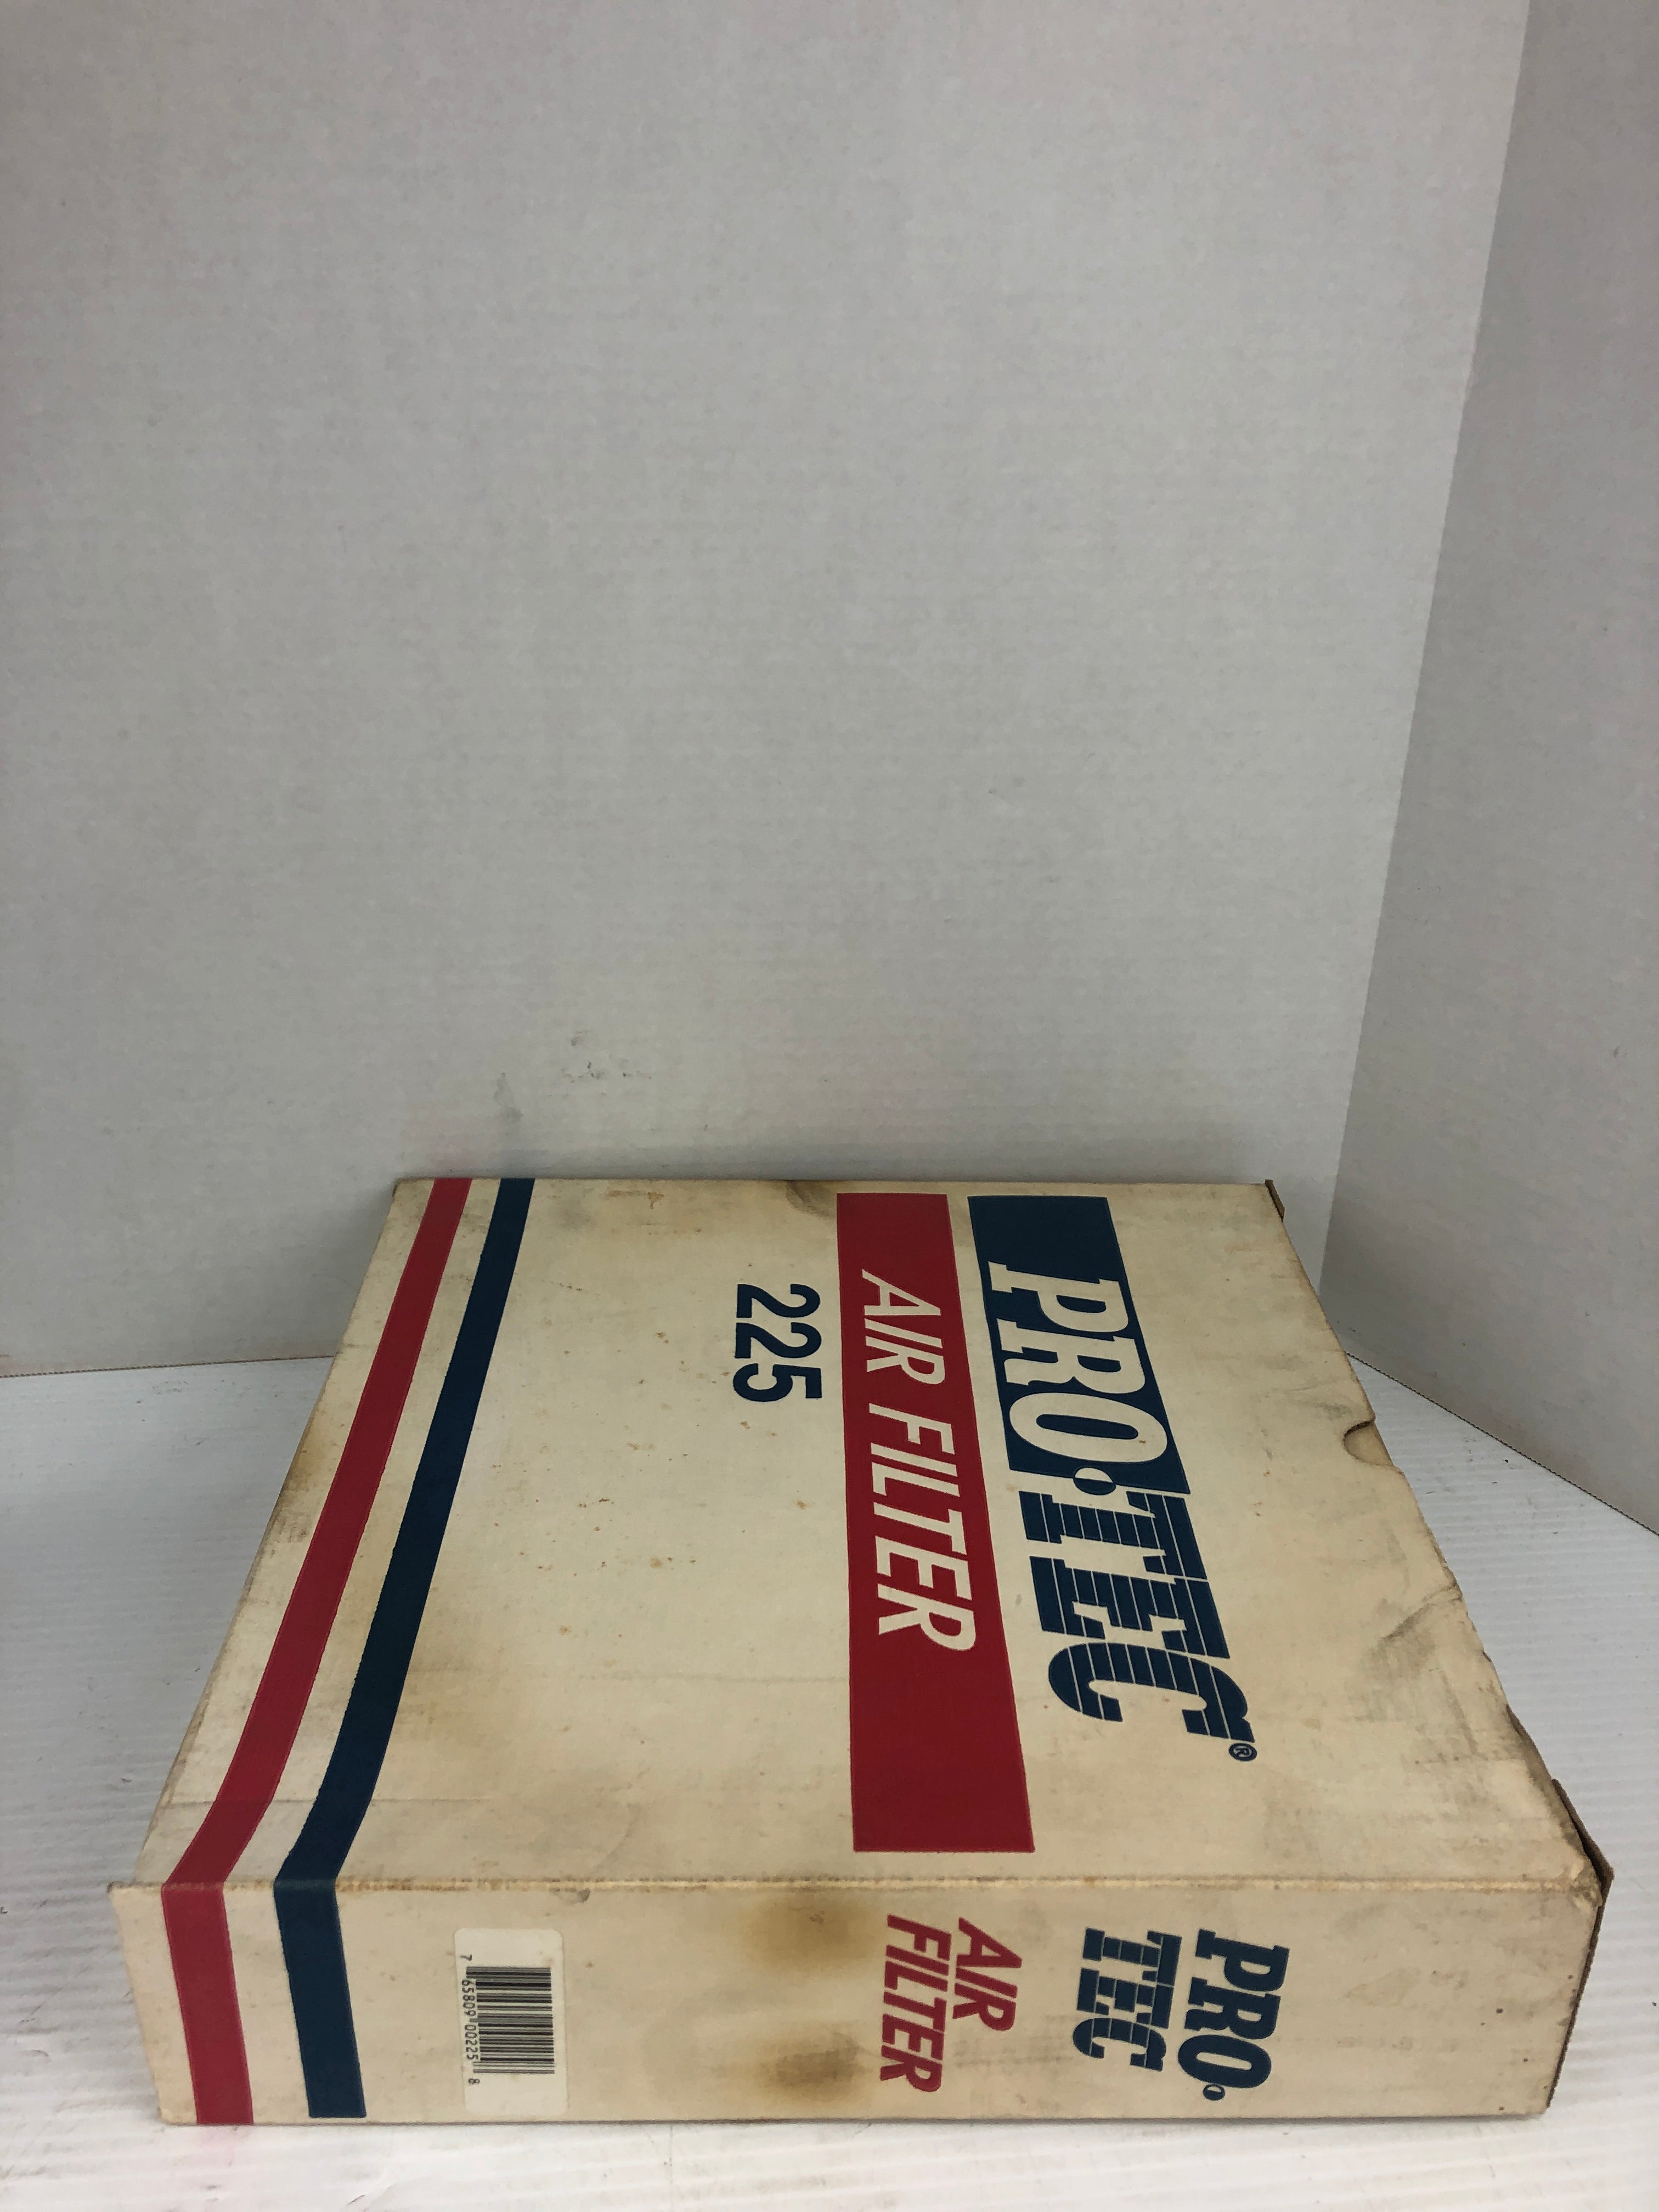 PRO•TEC®
AIR FILTER
225
PRO•
TEC
AIR
FILTER
7 65809 00225 8